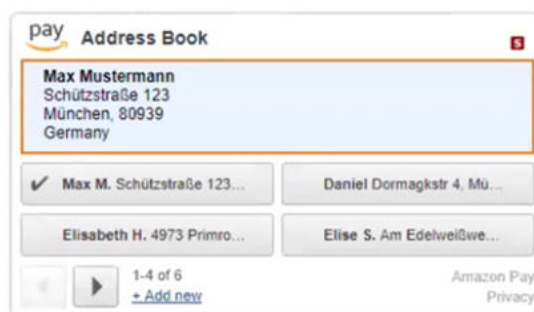 pay Address Book
S
Max Mustermann
Schützstraße 123
München, 80939
Germany
Max M. Schützstraße 123...
Daniel Dormagkstr 4, Mü...
Elisabeth H. 4973 Primro...
Elise S. Am Edelweißwe...
1-4 of 6
+ Add new
Amazon Pay
Privacy